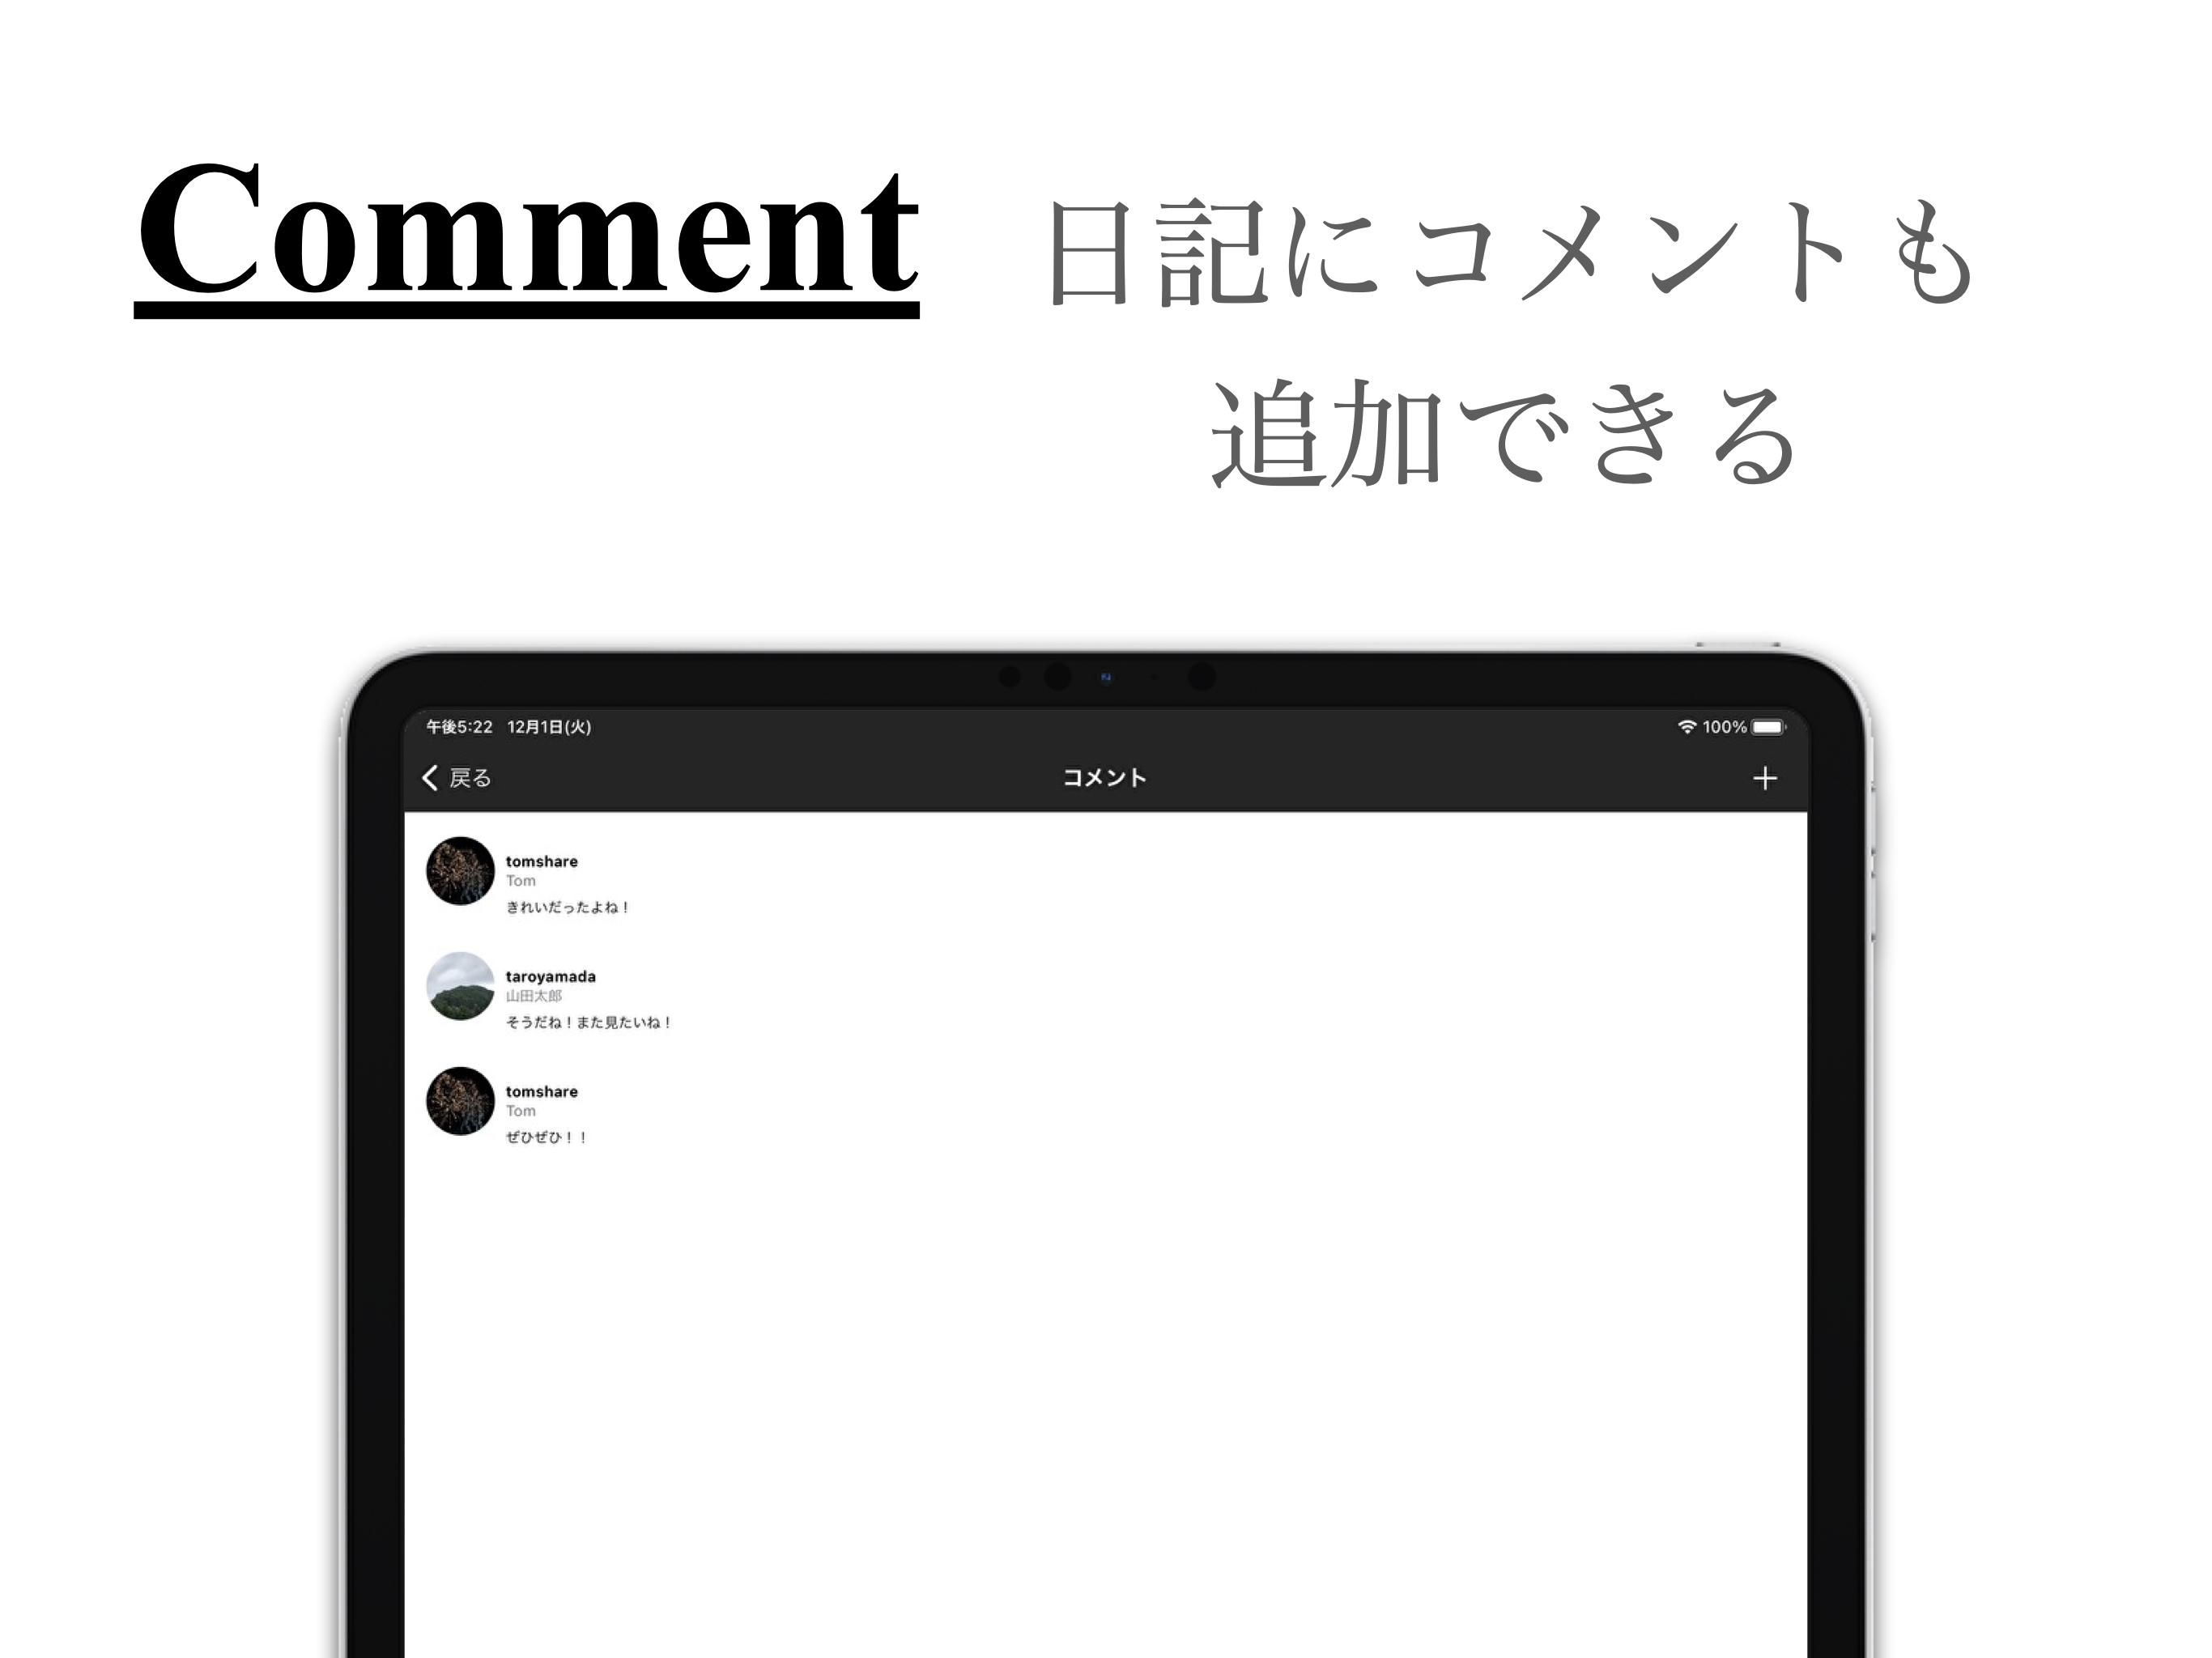 Comment
日記にコメントも
追加できる
午後5:22 12月1日(火)
100%
戻る
コメント
tomshare
Tom
きれいだったよね！
taroyamada
山田太郎
そうだね！また見たいね！
tomshare
Tom
ぜひぜひ！！